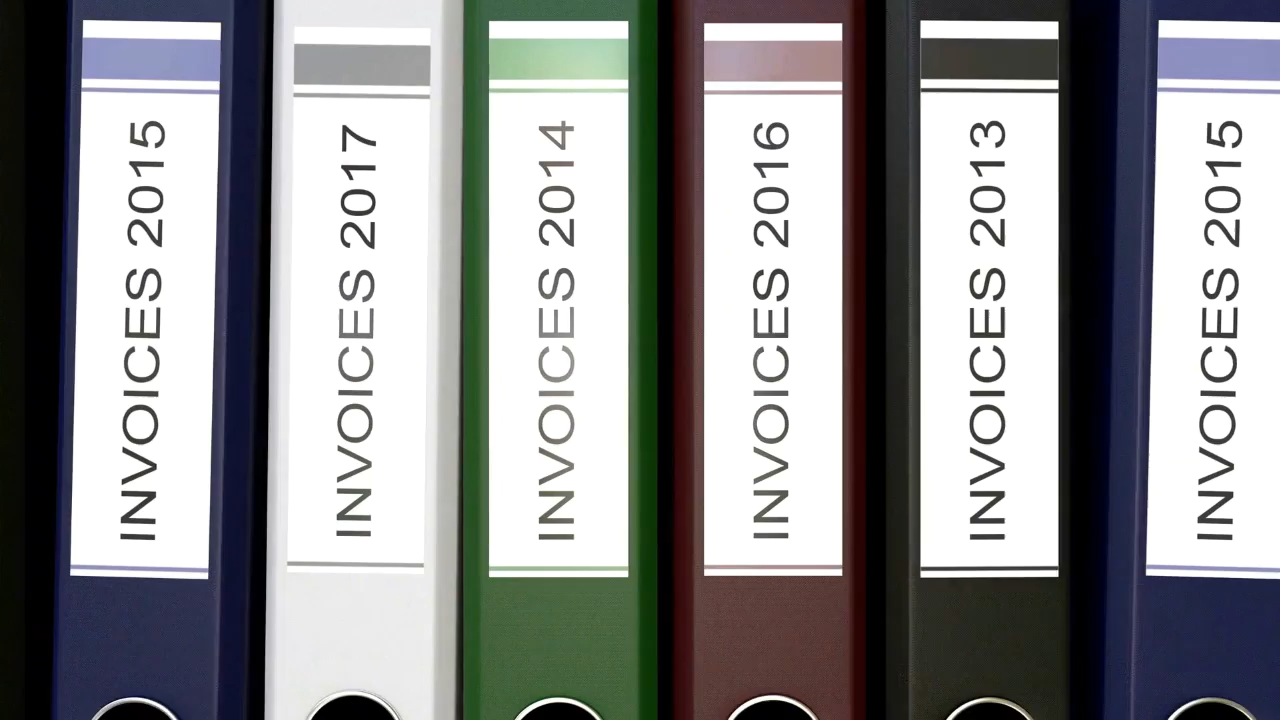 INVOICES 2015
INVOICES 2017
INVOICES 2014
INVOICES 2016
INVOICES 2013
INVOICES 2015